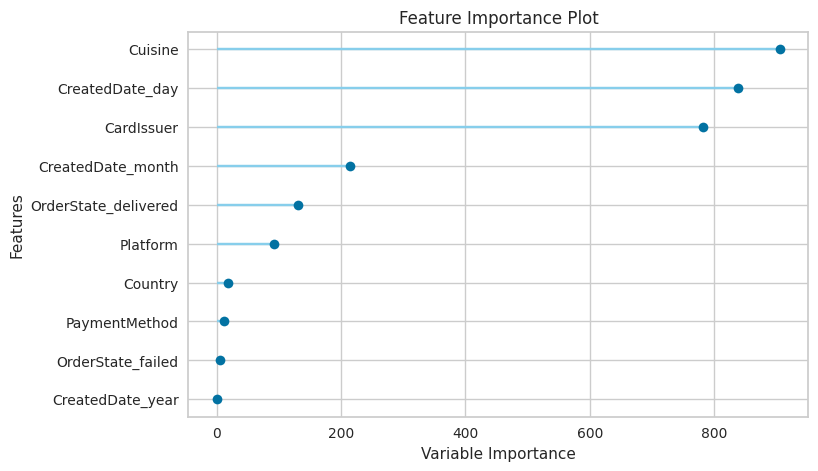 Feature Importance Plot
Features
Cuisine
CreatedDate_day
CardIssuer
CreatedDate_month
OrderState_delivered
Platform
Country
PaymentMethod
OrderState_failed
CreatedDate_year
0 200 400 600 800
Variable Importance